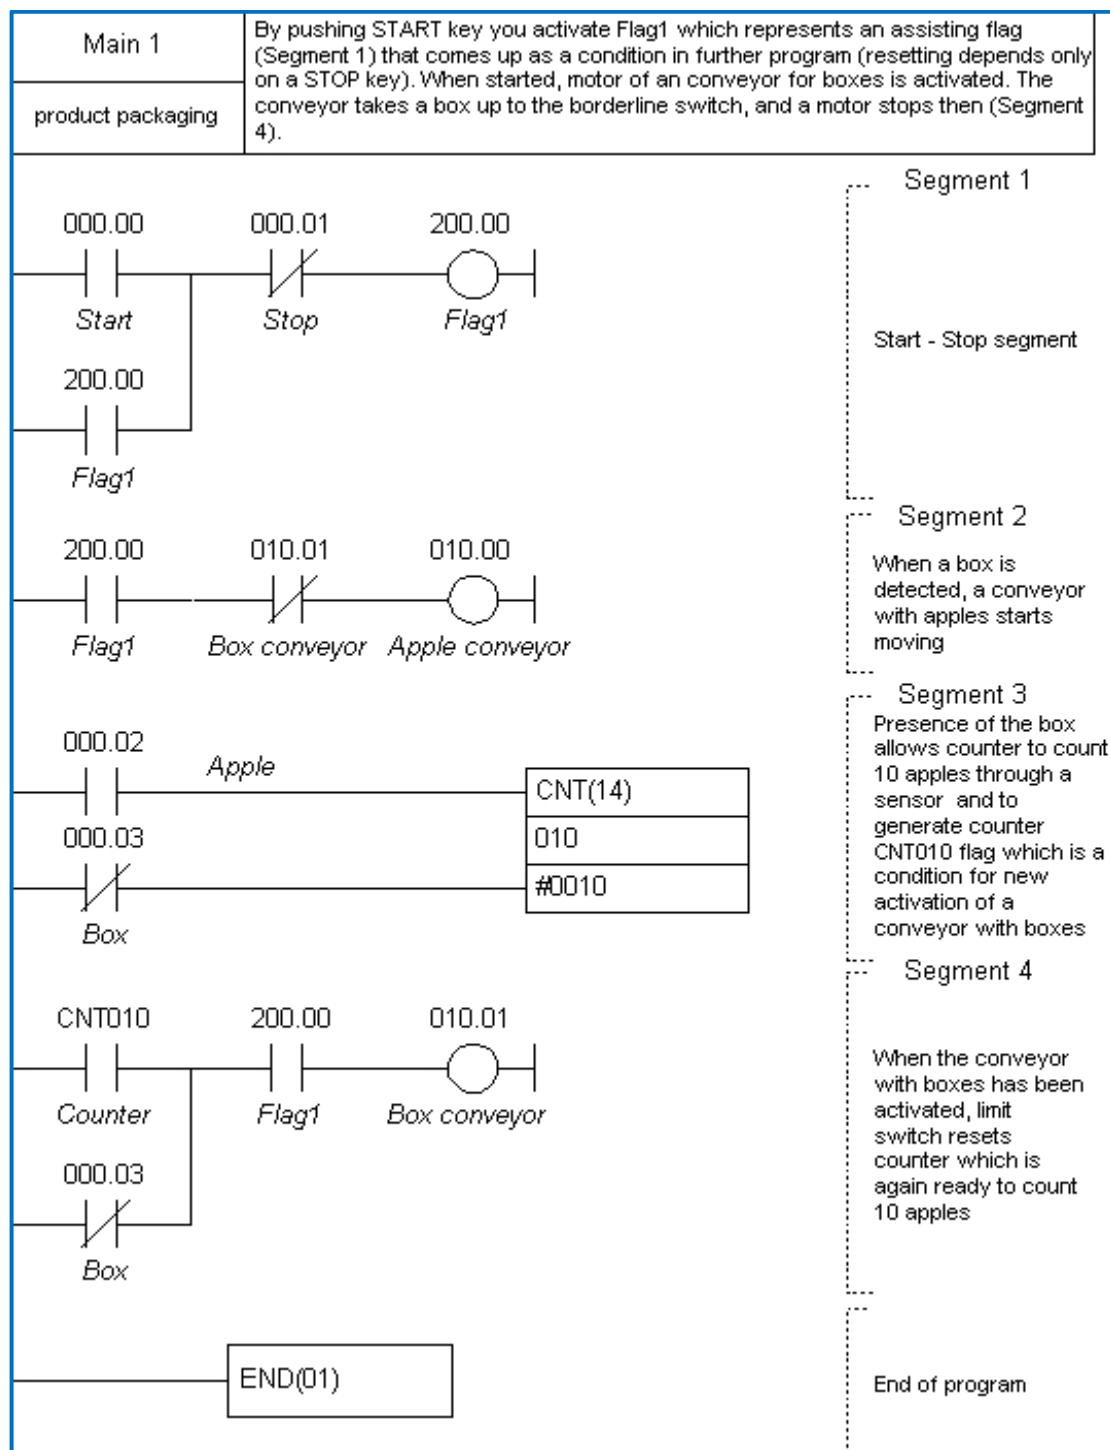 Main 1
product packaging
By pushing START key you activate Flag1 which represents an assisting flag
(Segment 1) that comes up as a condition in further program (resetting depends only
on a STOP key). When started, motor of an conveyor for boxes is activated. The
conveyor takes a box up to the borderline switch, and a motor stops then (Segment
4).
Segment 1
000.00 000.01 200.00
Start Stop Flag1
Start - Stop segment
200.00
Flag1
Segment 2
200.00 010.01 010.00
Flag1 Box conveyor Apple conveyor
When a box is
detected, a conveyor
with apples starts
moving
Segment 3
000.02
Apple
CNT(14)
000.03
010
#0010
Box
Presence of the box
allows counter to count
10 apples through a
sensor and to
generate counter
CNT010 flag which is a
condition for new
activation of a
conveyor with boxes
Segment 4
CNT010 200.00 010.01
Counter Flag1 Box conveyor
000.03
Box
When the conveyor
with boxes has been
activated, limit
switch resets
counter which is
again ready to count
10 apples
END(01)
End of program